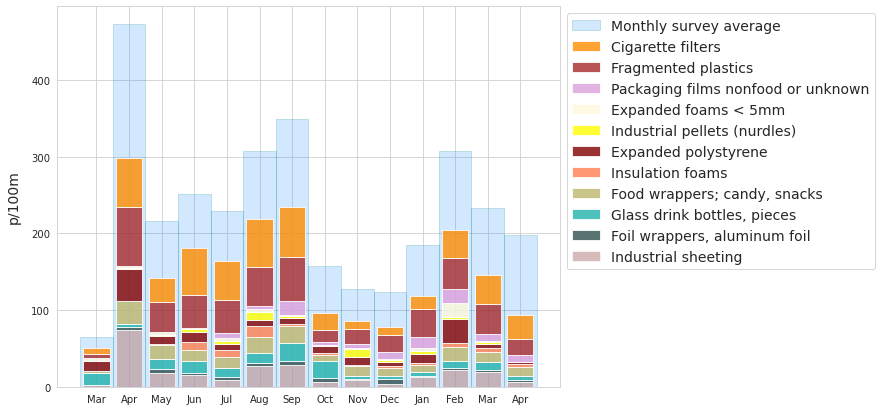 p/100m
400
300
200
100
0
Mar Apr May Jun Jul Aug Sep Oct Nov Dec Jan Feb Mar Apr
Monthly survey average
Cigarette filters
Fragmented plastics
Packaging films nonfood or unknown
Expanded foams < 5mm
Industrial pellets (nurdles)
Expanded polystyrene
Insulation foams
Food wrappers; candy, snacks
Glass drink bottles, pieces
Foil wrappers, aluminum foil
Industrial sheeting